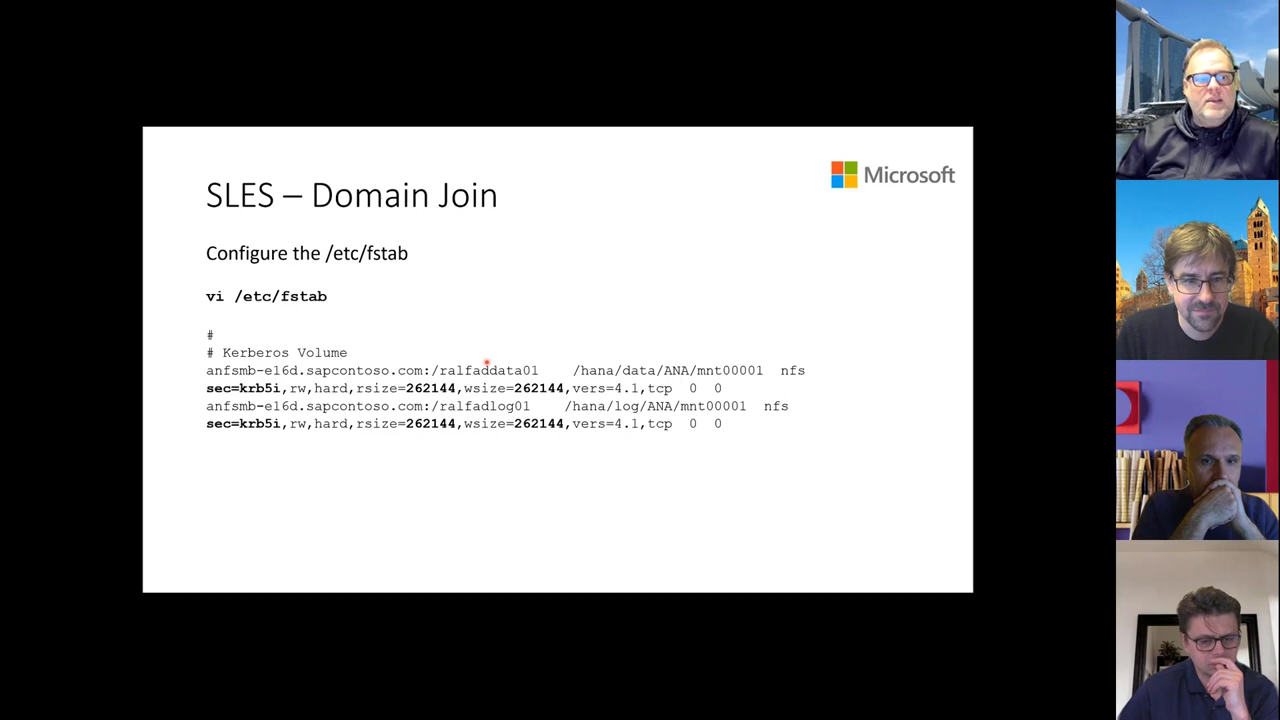 Microsoft
SLES – Domain Join
Configure the /etc/fstab
vi /etc/fstab
#
# Kerberos Volume
anfsmb-e16d.sapcontoso.com:/ralfaddata01 /hana/data/ANA/mnt00001 nfs
sec=krb5i,rw,hard,rsize=262144,wsize=262144,vers=4.1,tcp 0 0
anfsmb-e16d.sapcontoso.com:/ralfadlog01 /hana/log/ANA/mnt00001 nfs
sec=krb5i,rw,hard,rsize=262144,wsize=262144,vers=4.1,tcp 0 0